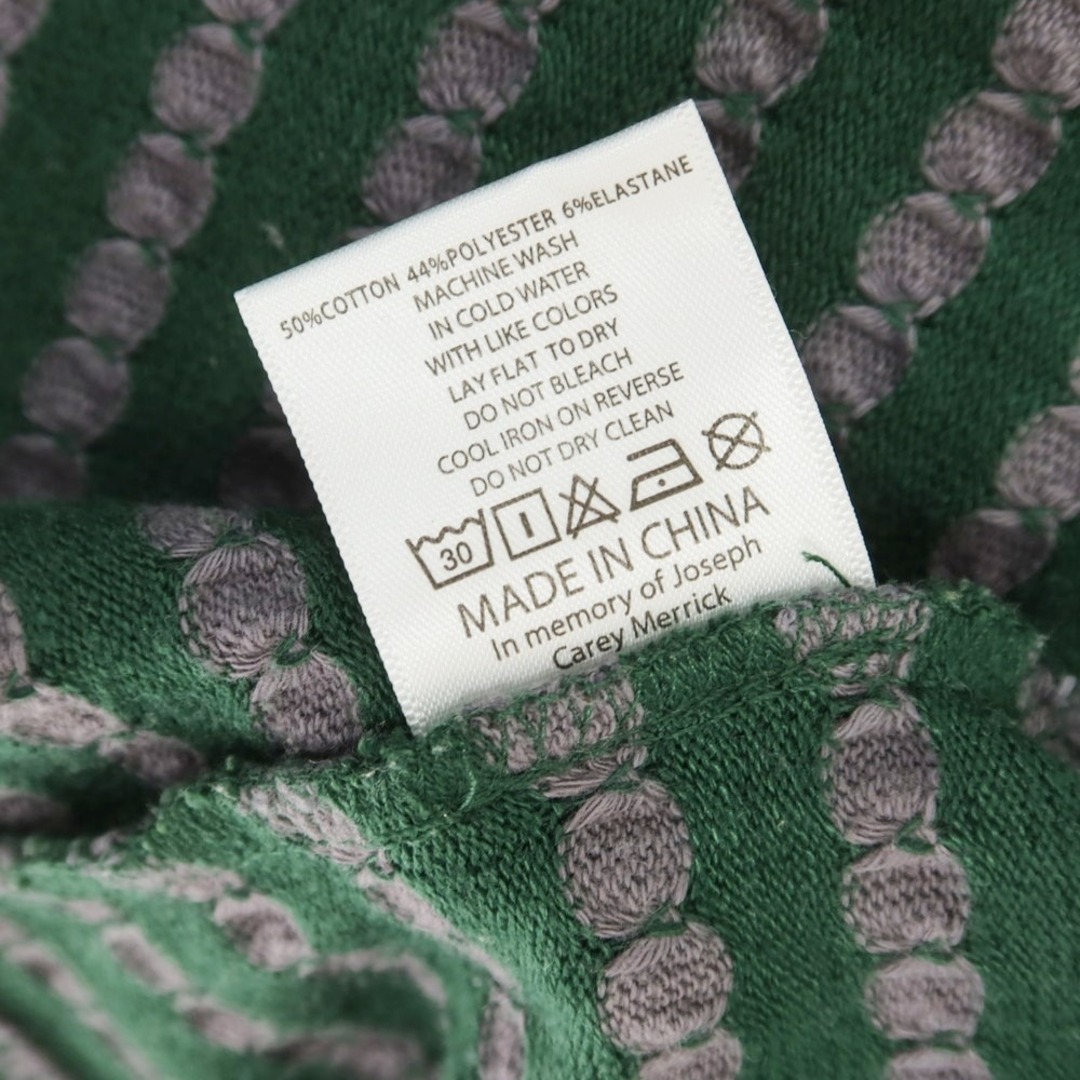 50%COTTON 44%POLYESTER 6%ELASTANE
MACHINE WASH
IN COLD WATER
WITH LIKE COLORS
LAY FLAT TO DRY
DO NOT BLEACH
COOL IRON ON REVERSE
DO NOT DRY CLEAN
30
MADE IN CHINA
In memory of Joseph
Carey Merrick